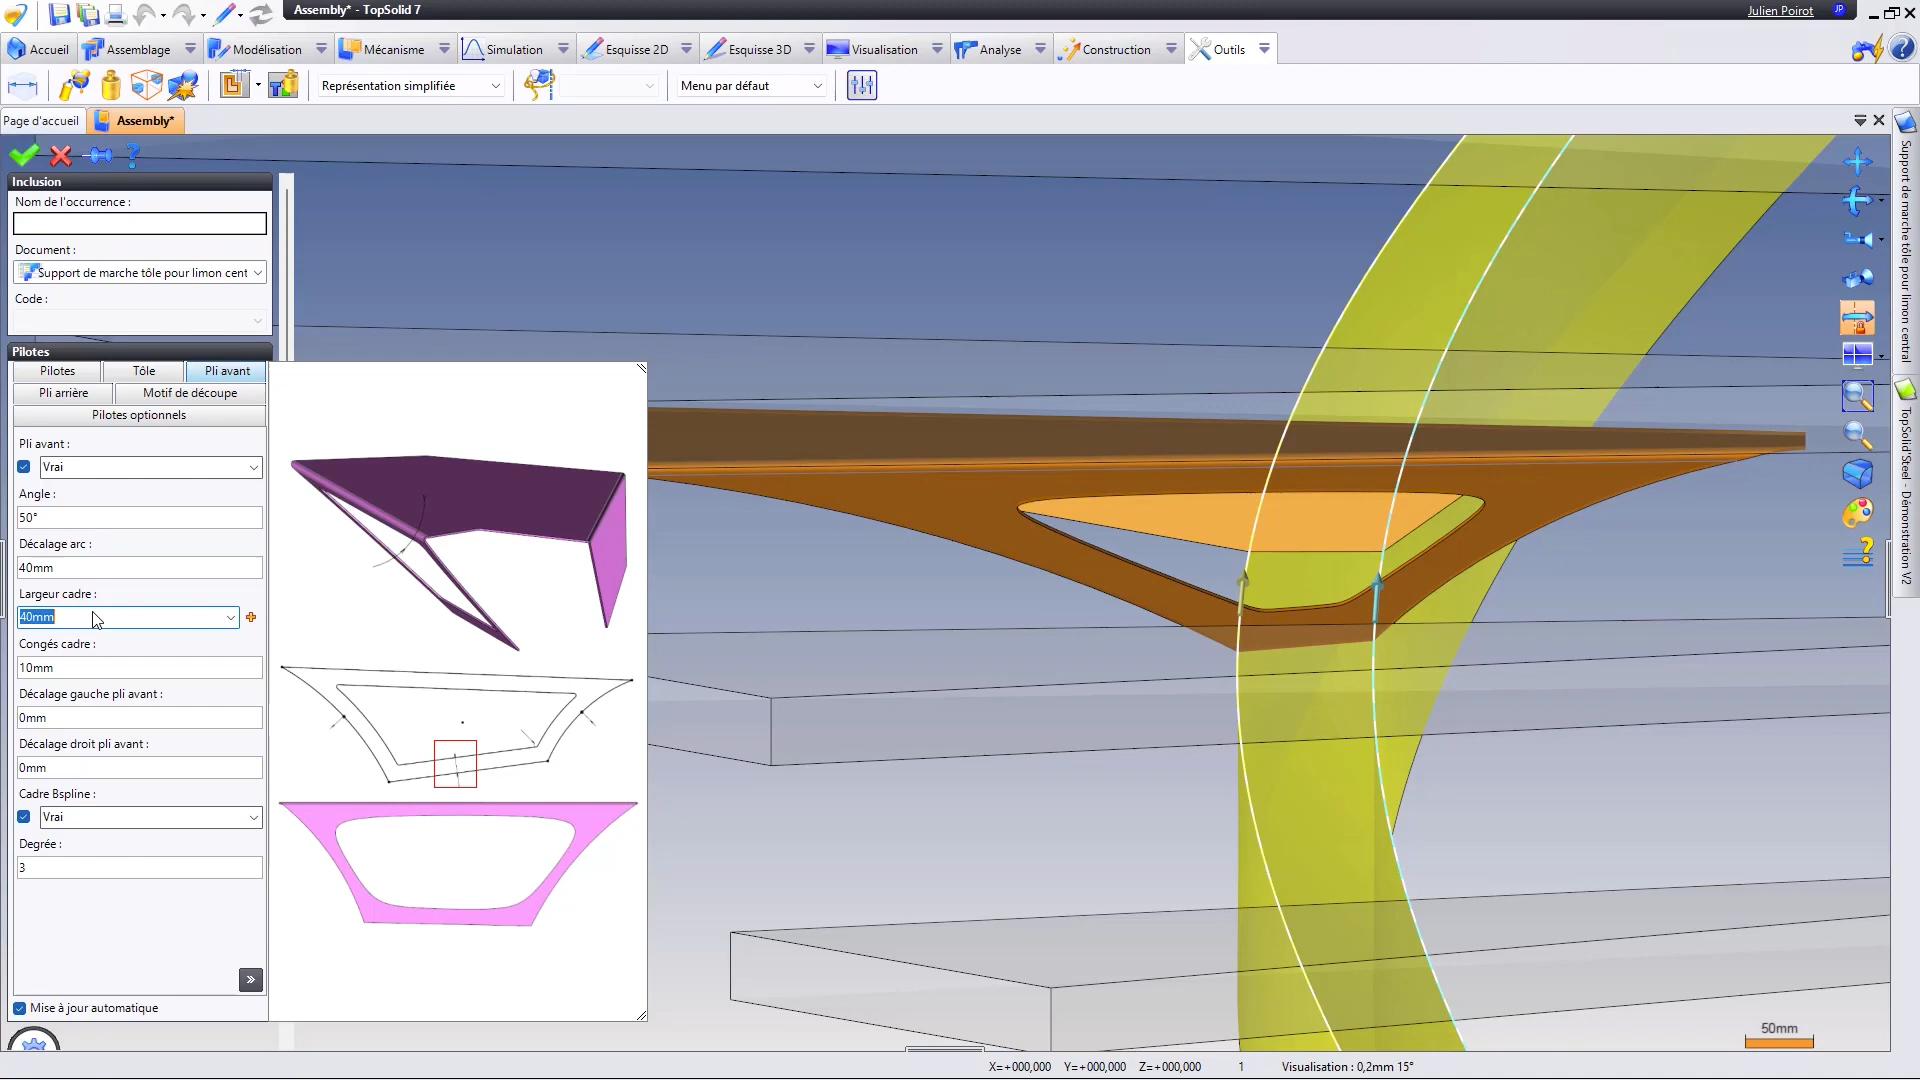 Assembly* - TopSolid 7
Julien Poirot
JP
Accueil
Assemblage
Modélisation
Mécanisme
Simulation
Esquisse 2D
Esquisse 3D
Visualisation
Analyse
Construction
Outils
Représentation simplifiée
Menu par défaut
Page d'accueil
Assembly*
Inclusion
Nom de l'occurrence :
Document :
Support de marche tôle pour limon cent
Code :
Pilotes
Pilotes
Tôle
Pli avant
Pli arrière
Motif de découpe
Pilotes optionnels
Pli avant :
Vrai
Angle :
50°
Décalage arc :
40mm
Largeur cadre :
40mm
Congés cadre :
10mm
Décalage gauche pli avant :
0mm
Décalage droit pli avant :
0mm
Cadre Bspline :
Vrai
Degrée :
3
Mise à jour automatique
Support de marche tôle pour limon central
TopSolid'Steel - Démonstration V2
50mm
X=+000,000 Y=+000,000 Z=+000,000 1 Visualisation : 0,2mm 15°